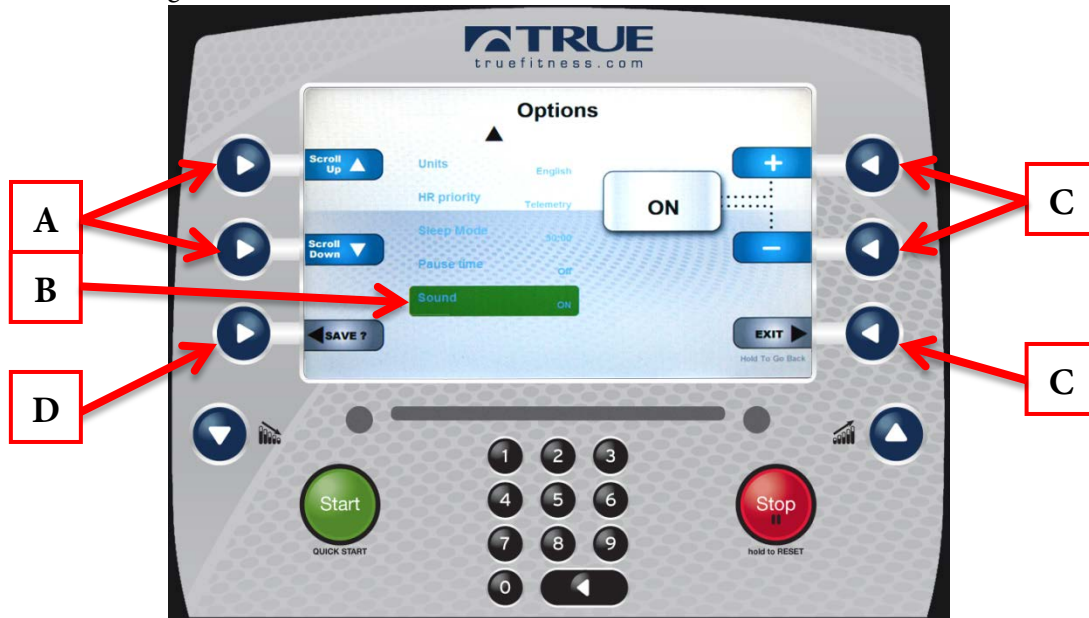 TRUE
truefitness.com
Options
Scroll
Up
Units
English
+
A
C
HR priority
Telemetry
ON
Scroll
Down
Sleep Mode
30:00
−
Pause time
Off
B
Sound
ON
SAVE ?
EXIT
Hold To Go Back
D
C
1 2 3
Start
4 5 6
Stop
QUICK START
7 8 9
hold to RESET
0